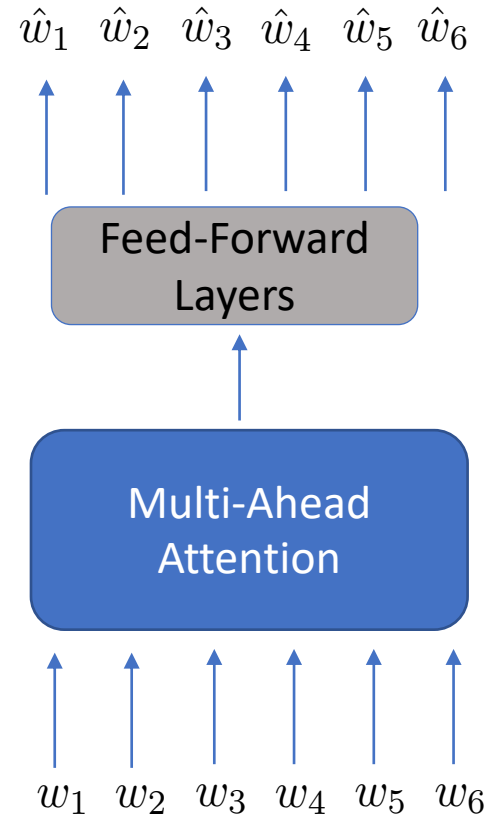 ŵ₁ ŵ₂ ŵ₃ ŵ₄ ŵ₅ ŵ₆
Feed-Forward
Layers
Multi-Ahead
Attention
w₁ w₂ w₃ w₄ w₅ w₆